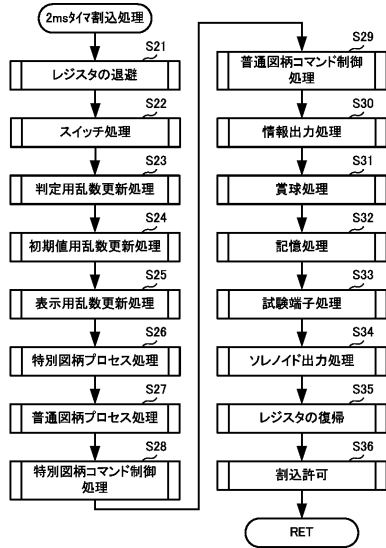 2msタイマ割込処理
S21
レジスタの退避
S22
スイッチ処理
S23
判定用乱数更新処理
S24
初期値用乱数更新処理
S25
表示用乱数更新処理
S26
特別図柄プロセス処理
S27
普通図柄プロセス処理
S28
特別図柄コマンド制御
処理
S29
普通図柄コマンド制御
処理
S30
情報出力処理
S31
賞球処理
S32
記憶処理
S33
試験端子処理
S34
ソレノイド出力処理
S35
レジスタの復帰
S36
割込許可
RET